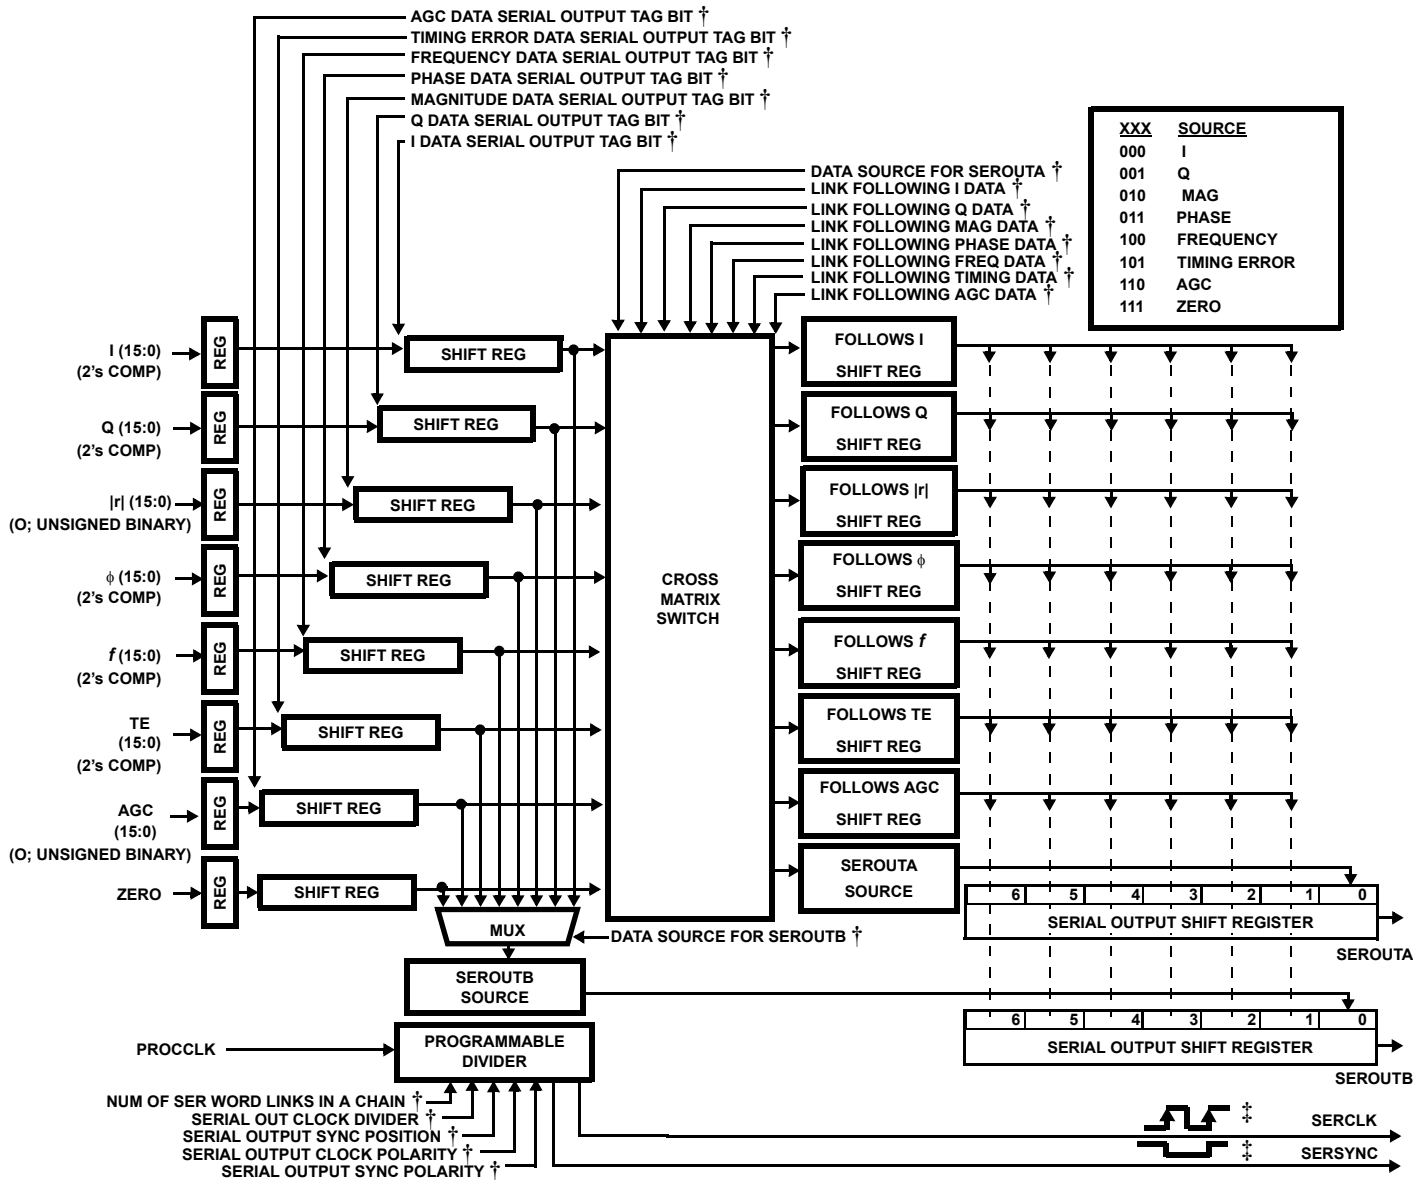 AGC DATA SERIAL OUTPUT TAG BIT †
TIMING ERROR DATA SERIAL OUTPUT TAG BIT †
FREQUENCY DATA SERIAL OUTPUT TAG BIT †
PHASE DATA SERIAL OUTPUT TAG BIT †
MAGNITUDE DATA SERIAL OUTPUT TAG BIT †
Q DATA SERIAL OUTPUT TAG BIT †
I DATA SERIAL OUTPUT TAG BIT †
DATA SOURCE FOR SEROUTA †
LINK FOLLOWING I DATA †
LINK FOLLOWING Q DATA †
LINK FOLLOWING MAG DATA †
LINK FOLLOWING PHASE DATA †
LINK FOLLOWING FREQ DATA †
LINK FOLLOWING TIMING DATA †
LINK FOLLOWING AGC DATA †
XXX SOURCE
000 I
001 Q
010 MAG
011 PHASE
100 FREQUENCY
101 TIMING ERROR
110 AGC
111 ZERO
I (15:0)
(2's COMP)
REG
SHIFT REG
FOLLOWS I
SHIFT REG
Q (15:0)
(2's COMP)
REG
SHIFT REG
FOLLOWS Q
SHIFT REG
|r| (15:0)
(O; UNSIGNED BINARY)
REG
SHIFT REG
FOLLOWS |r|
SHIFT REG
ϕ (15:0)
(2's COMP)
REG
SHIFT REG
CROSS
MATRIX
SWITCH
FOLLOWS ϕ
SHIFT REG
f (15:0)
(2's COMP)
REG
SHIFT REG
FOLLOWS f
SHIFT REG
TE
(15:0)
(2's COMP)
REG
SHIFT REG
FOLLOWS TE
SHIFT REG
AGC
(15:0)
(O; UNSIGNED BINARY)
REG
SHIFT REG
FOLLOWS AGC
SHIFT REG
ZERO
REG
SHIFT REG
SEROUTA
SOURCE
6 5 4 3 2 1 0
SERIAL OUTPUT SHIFT REGISTER
SEROUTA
MUX
DATA SOURCE FOR SEROUTB †
SEROUTB
SOURCE
6 5 4 3 2 1 0
SERIAL OUTPUT SHIFT REGISTER
SEROUTB
PROCCLK
PROGRAMMABLE
DIVIDER
NUM OF SER WORD LINKS IN A CHAIN †
SERIAL OUT CLOCK DIVIDER †
SERIAL OUTPUT SYNC POSITION †
SERIAL OUTPUT CLOCK POLARITY †
SERIAL OUTPUT SYNC POLARITY †
‡ SERCLK
‡ SERSYNC